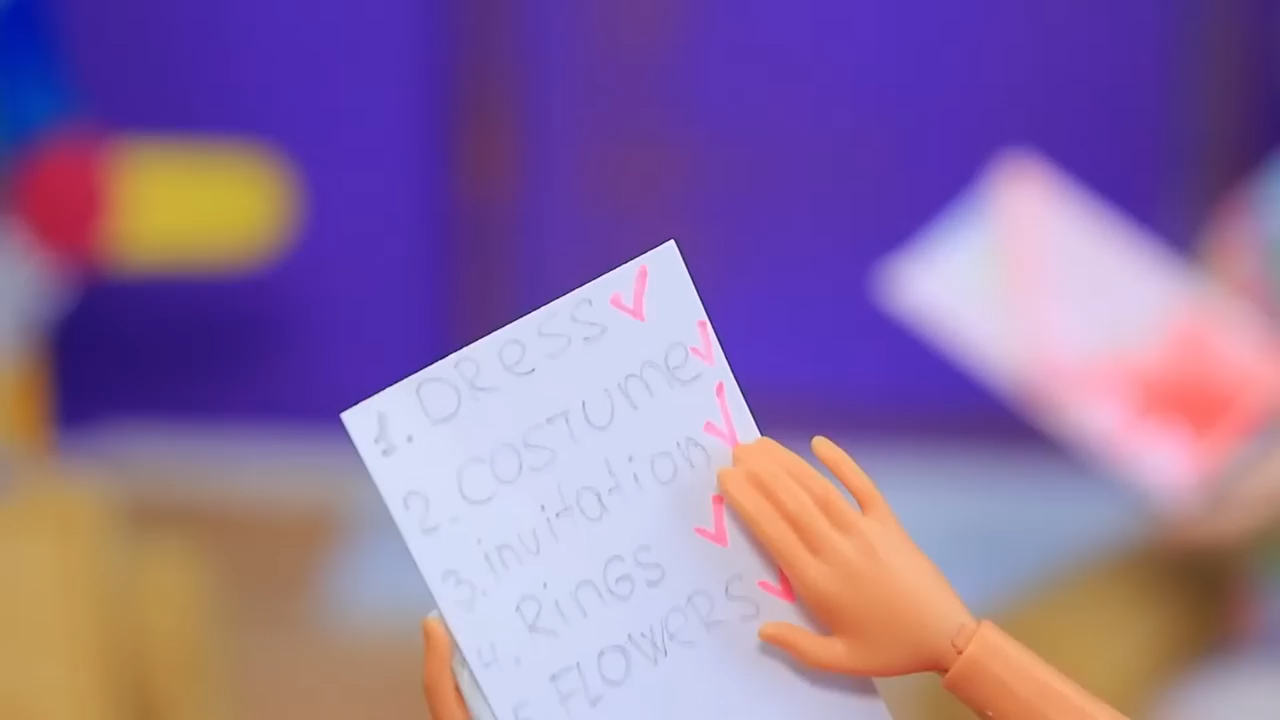 1. DRess
2. COSTUMe
3. invitation
4. RinGS
5 FLOWeRS